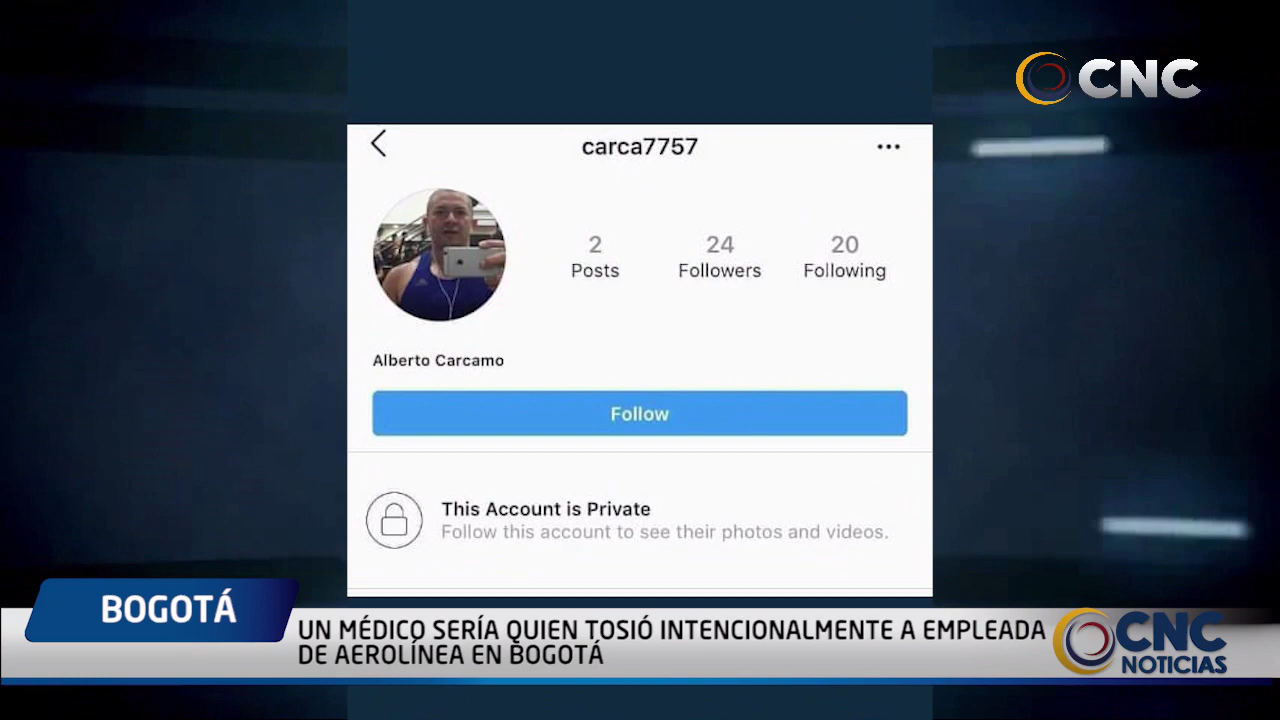 CNC
carca7757
2
24
20
Posts
Followers
Following
Alberto Carcamo
Follow
This Account is Private
Follow this account to see their photos and videos.
BOGOTÁ
UN MÉDICO SERÍA QUIEN TOSIÓ INTENCIONALMENTE A EMPLEADA
DE AEROLÍNEA EN BOGOTÁ
CNC
NOTICIAS